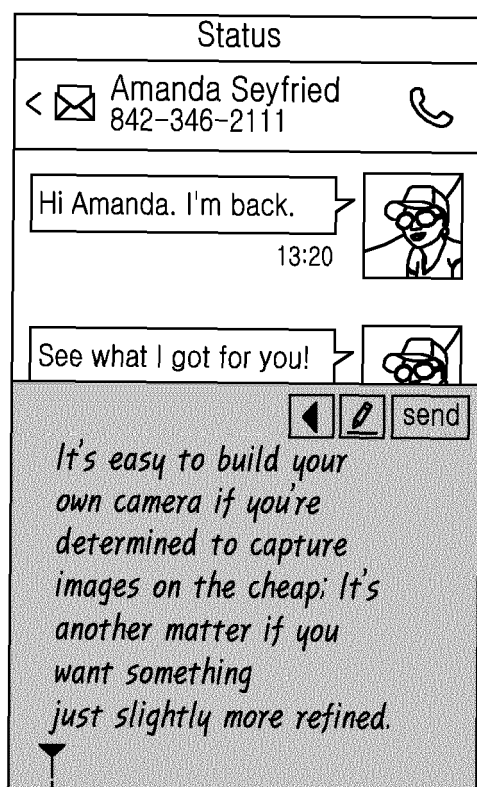 Status
< Amanda Seyfried
842-346-2111
Hi Amanda. I'm back.
13:20
See what I got for you!
send
It's easy to build your
own camera if you're
determined to capture
images on the cheap; It's
another matter if you
want something
just slightly more refined.